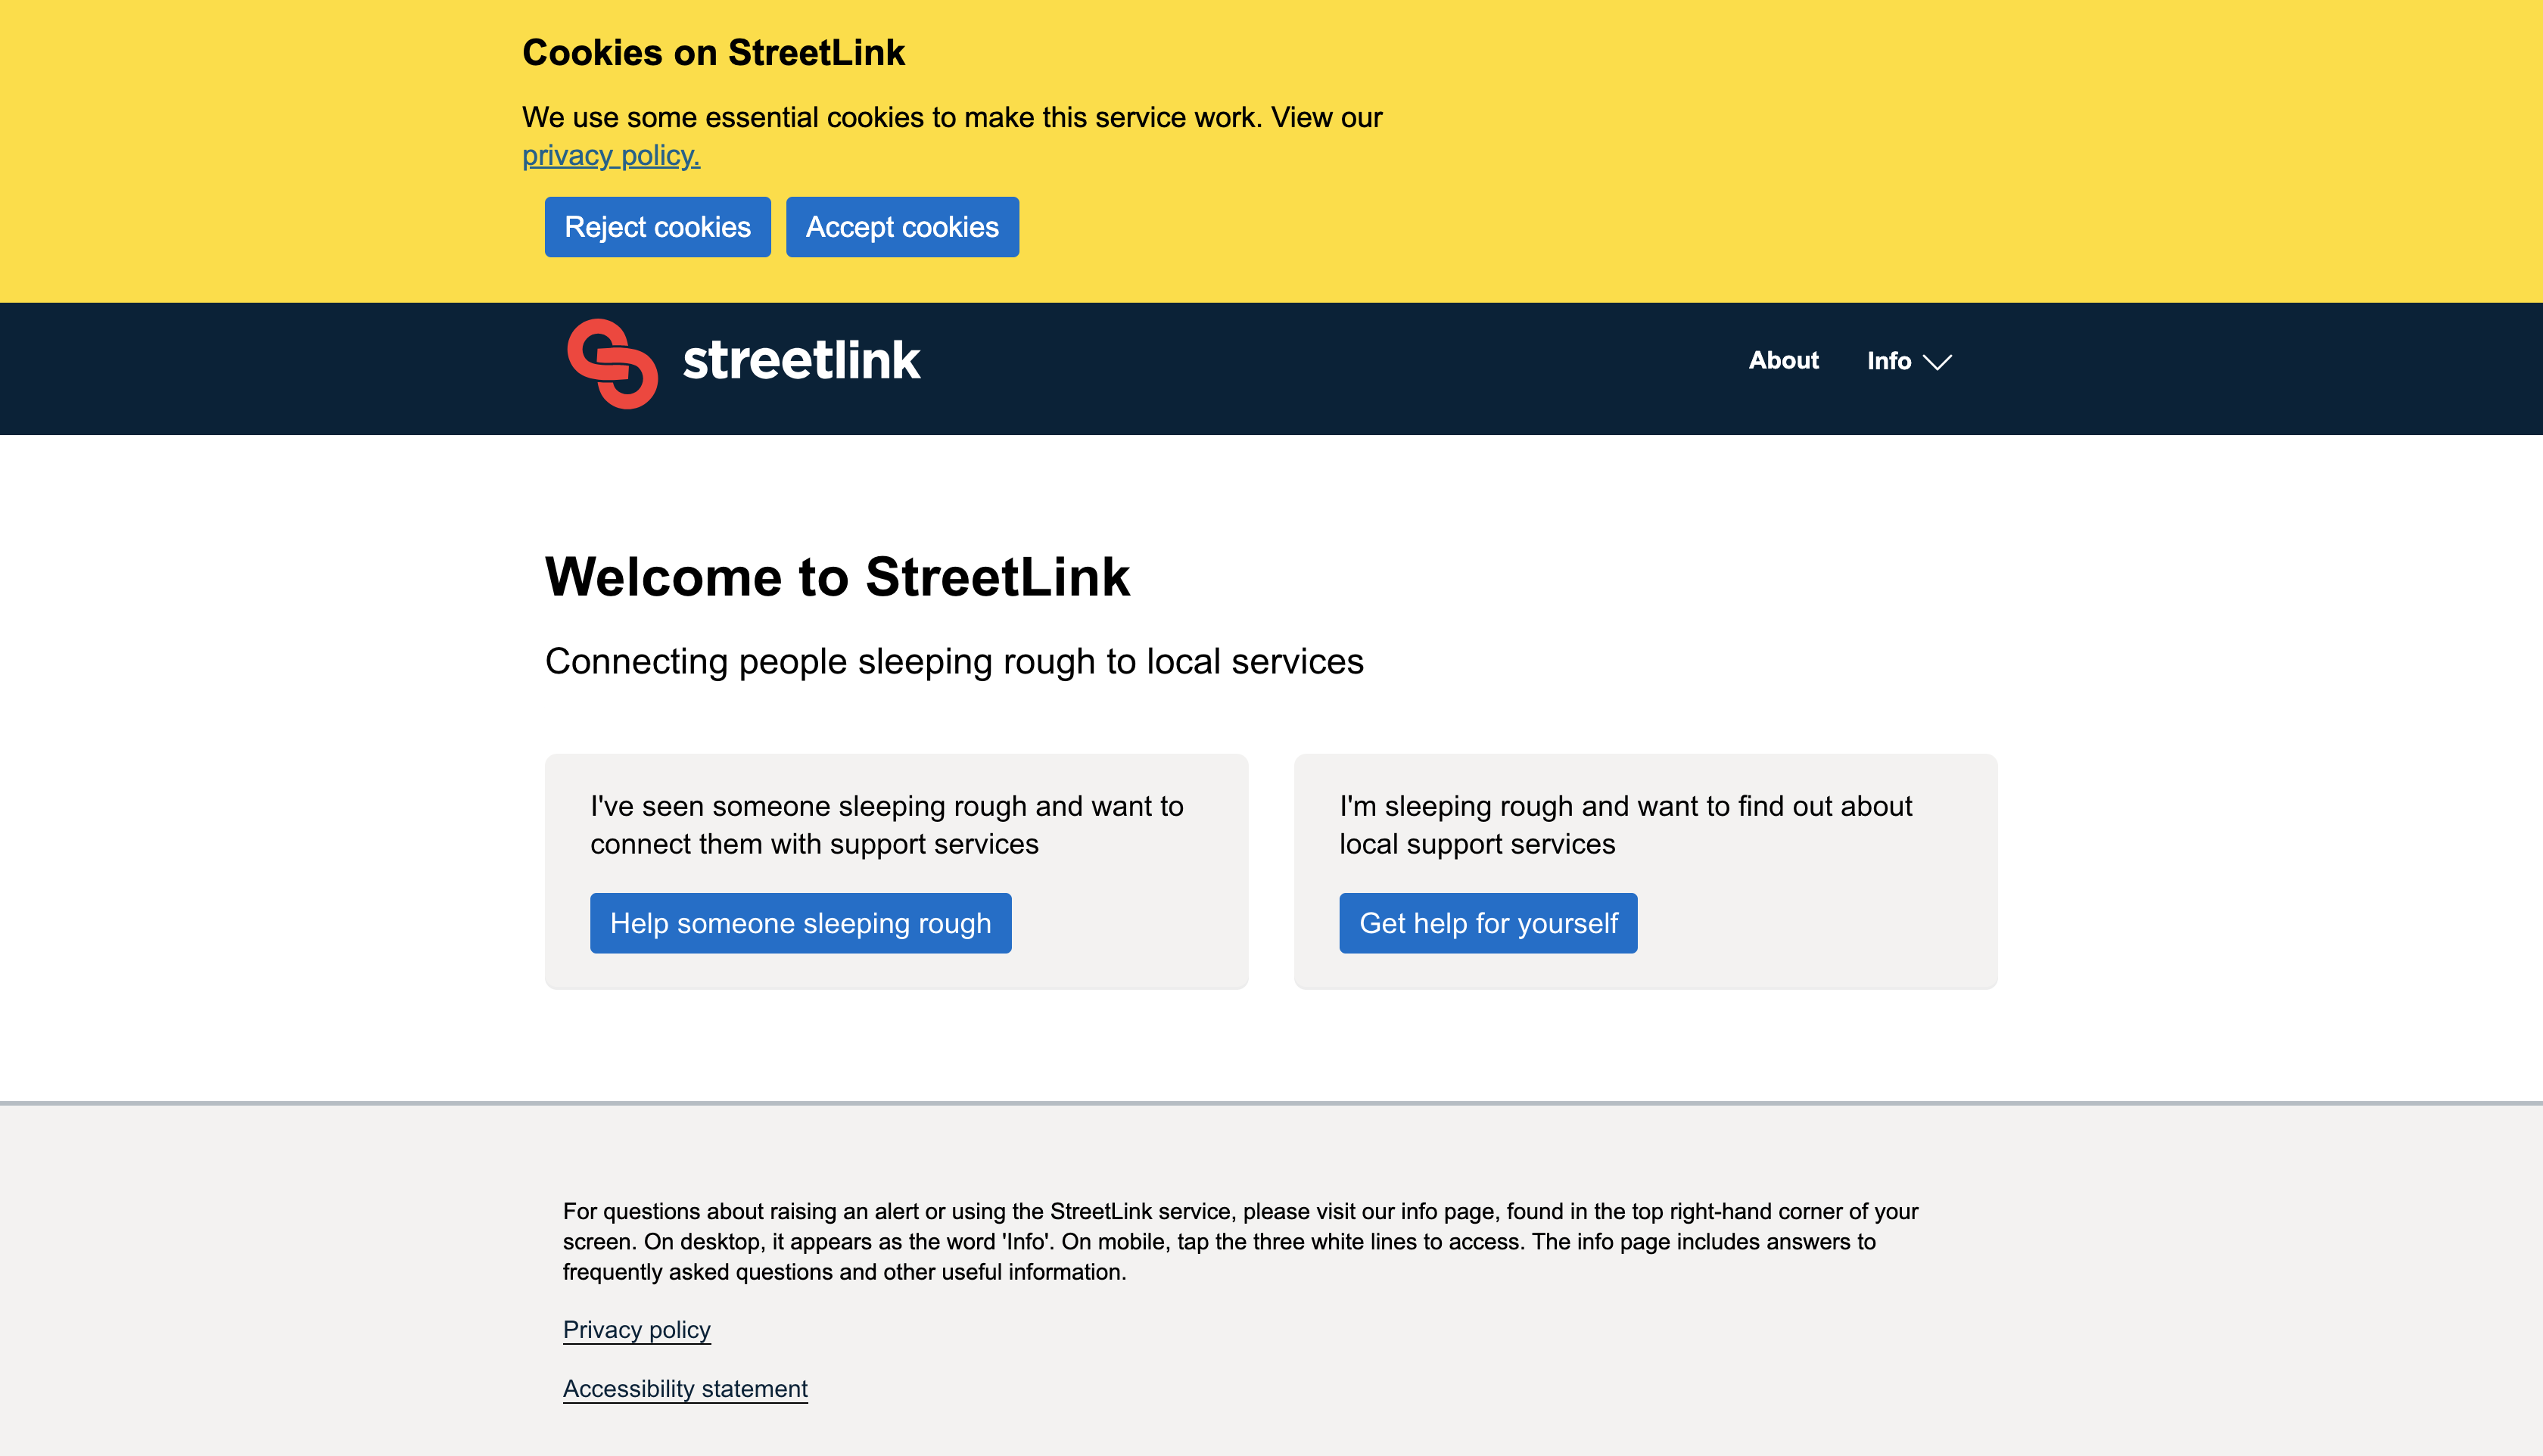 Cookies on StreetLink
We use some essential cookies to make this service work. View our
privacy policy.
Reject cookies
Accept cookies
streetlink
About
Info
Welcome to StreetLink
Connecting people sleeping rough to local services
I've seen someone sleeping rough and want to
connect them with support services
Help someone sleeping rough
I'm sleeping rough and want to find out about
local support services
Get help for yourself
For questions about raising an alert or using the StreetLink service, please visit our info page, found in the top right-hand corner of your
screen. On desktop, it appears as the word 'Info'. On mobile, tap the three white lines to access. The info page includes answers to
frequently asked questions and other useful information.
Privacy policy
Accessibility statement